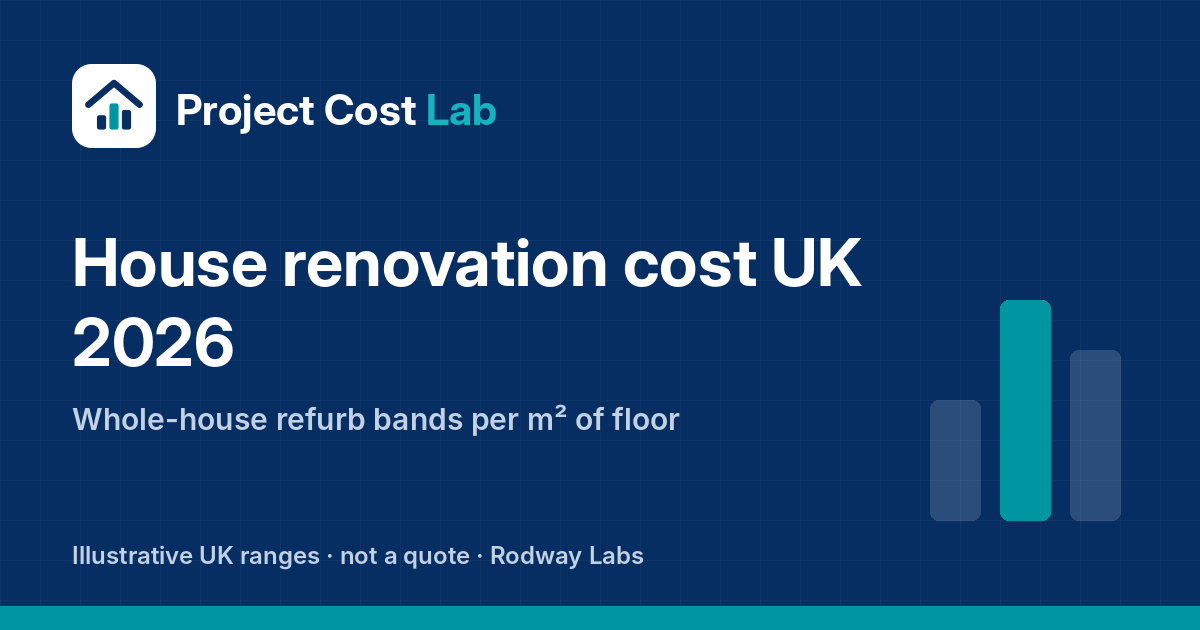 Project Cost Lab
House renovation cost UK
2026
Whole-house refurb bands per m² of floor
Illustrative UK ranges · not a quote · Rodway Labs